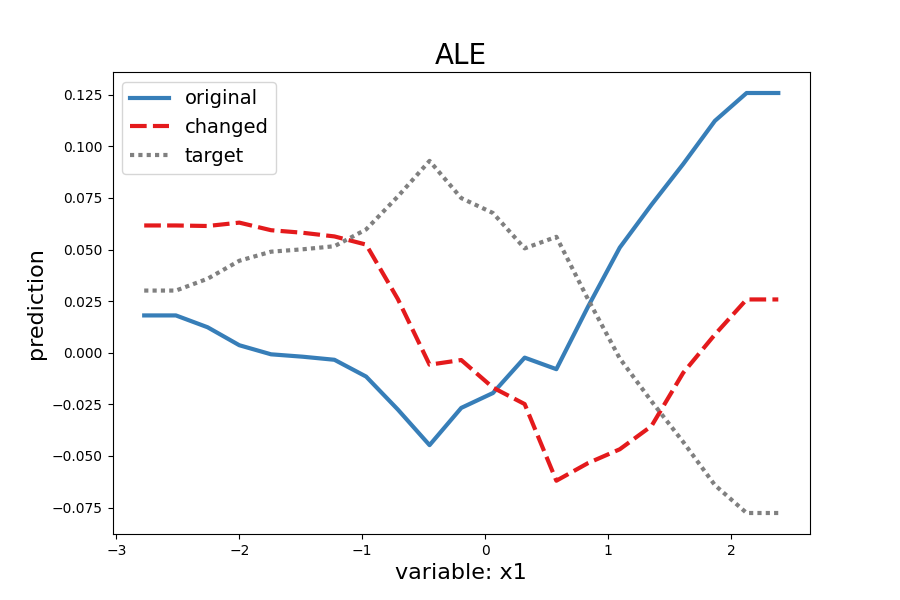 ALE
original
changed
target
prediction
0.125
0.100
0.075
0.050
0.025
0.000
−0.025
−0.050
−0.075
−3 −2 −1 0 1 2
variable: x1